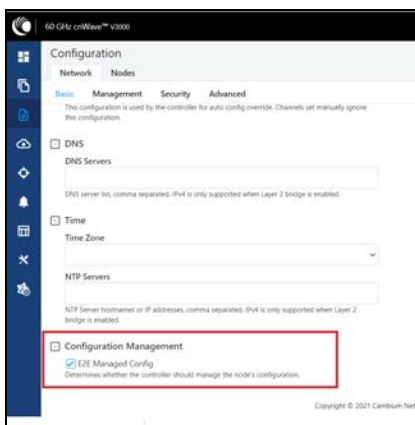 60 GHz cnWave™ V3000
Configuration
Network Nodes
Basic Management Security Advanced
This configuration is used by the controller for auto config override. Channels set manually ignore
this configuration.
DNS
DNS Servers
DNS server list, comma separated. IPv4 is only supported when Layer 2 bridge is enabled.
Time
Time Zone
NTP Servers
NTP Server hostnames or IP addresses, comma separated. IPv4 is only supported when Layer 2
bridge is enabled.
Configuration Management
E2E Managed Config
Determines whether the controller should manage the node's configuration.
Copyright © 2021 Cambium Net